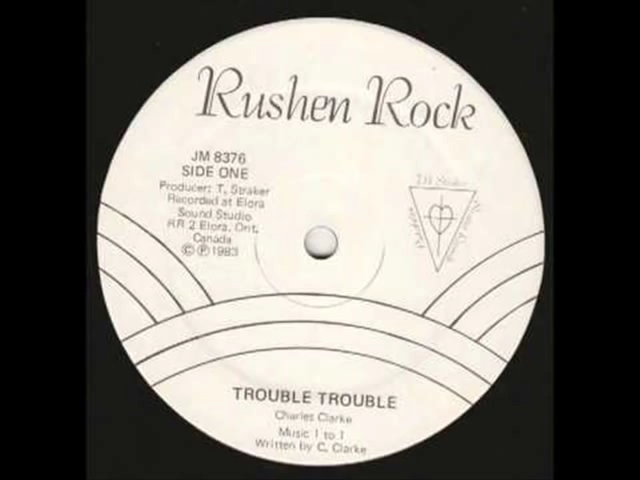 Rushen Rock
JM 8376
SIDE ONE
Producer: T, Straker
Recorded at Elora
Sound Studio
RR 2 Elora, Ont,
Canada
© ℗ 1983
Straker
TROUBLE TROUBLE
Charles Clarke
Music 1 to 1
Written by C, Clarke